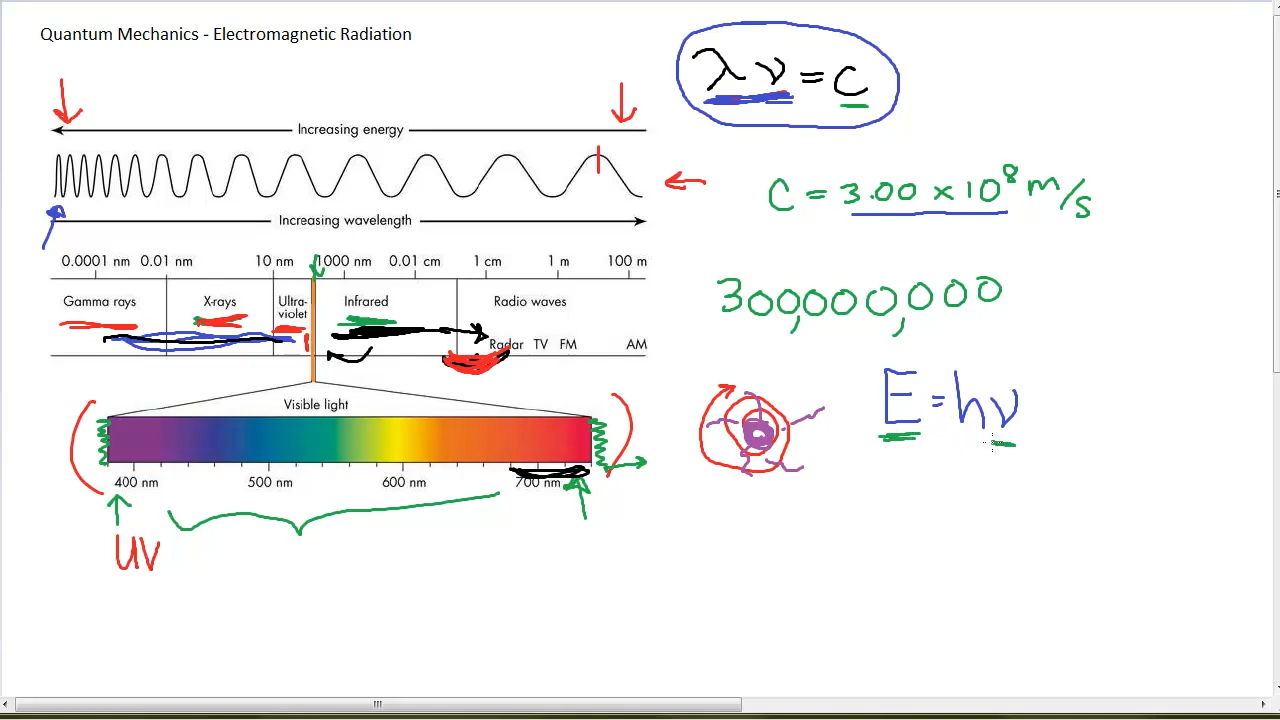 Quantum Mechanics - Electromagnetic Radiation
λ ν = C
Increasing energy
C = 3.00 × 10⁸ m/s
Increasing wavelength
0.0001 nm 0.01 nm 10 nm 1000 nm 0.01 cm 1 cm 1 m 100 m
Gamma rays X-rays Ultra-
violet Infrared Radio waves
300,000,000
Radar TV FM AM
E = hν
Visible light
400 nm 500 nm 600 nm 700 nm
UV